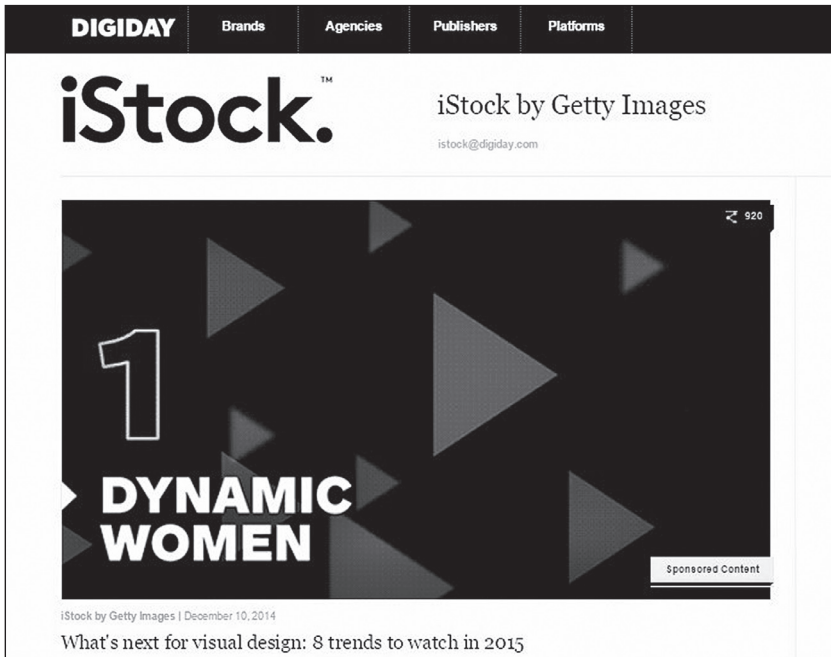 DIGIDAY Brands Agencies Publishers Platforms
iStock.™
iStock by Getty Images
istock@digiday.com
920
1
DYNAMIC
WOMEN
Sponsored Content
iStock by Getty Images | December 10, 2014
What's next for visual design: 8 trends to watch in 2015